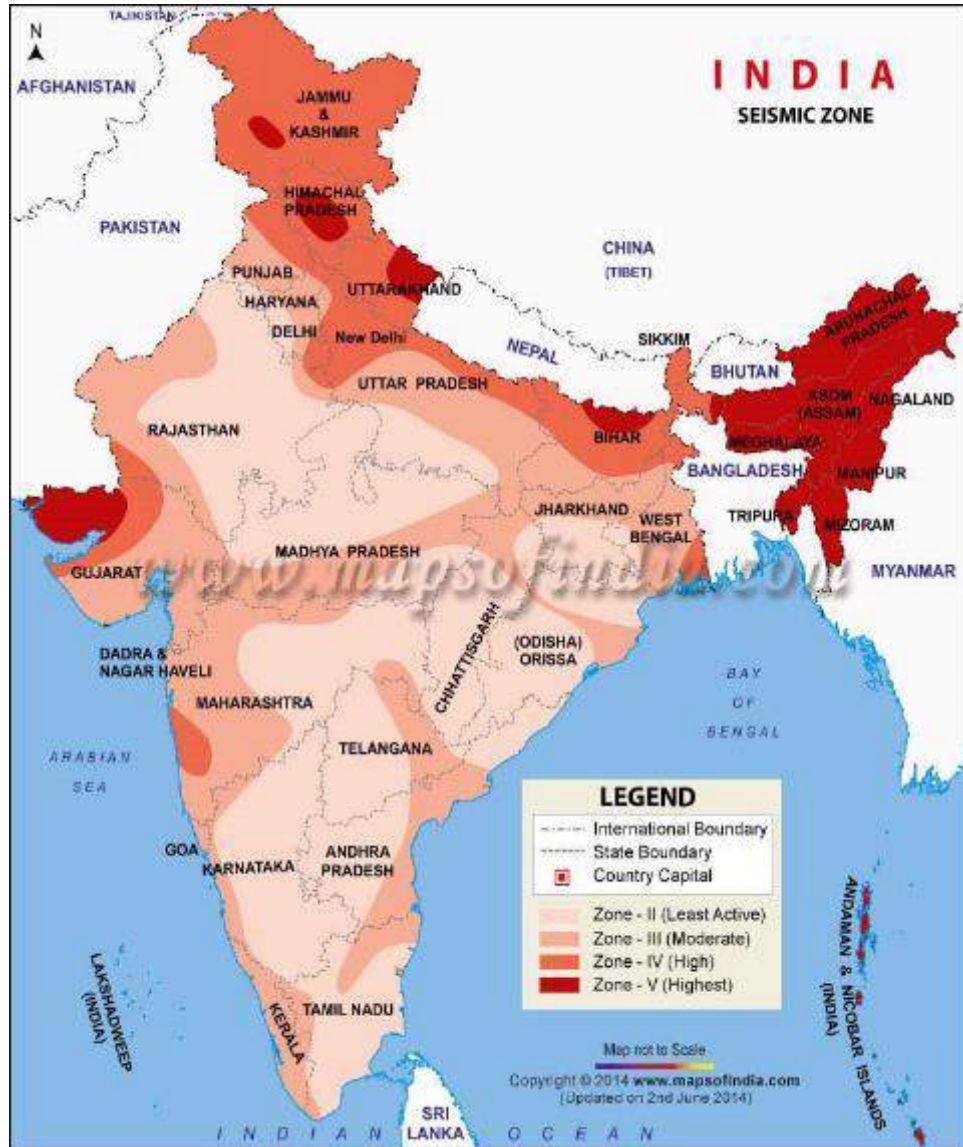 TAJIKISTAN
N
AFGHANISTAN
INDIA
SEISMIC ZONE
JAMMU
&
KASHMIR
HIMACHAL
PRADESH
PAKISTAN
CHINA
(TIBET)
PUNJAB
UTTARAKHAND
HARYANA
DELHI
New Delhi
NEPAL
SIKKIM
BHUTAN
ARUNACHAL
PRADESH
UTTAR PRADESH
ASOM
(ASSAM)
NAGALAND
RAJASTHAN
BIHAR
MEGHALAYA
BANGLADESH
MANIPUR
JHARKHAND
WEST
BENGAL
TRIPURA
MIZORAM
MADHYA PRADESH
www.mapsofindia.com
GUJARAT
MYANMAR
CHHATTISGARH
(ODISHA)
ORISSA
DADRA &
NAGAR HAVELI
MAHARASHTRA
BAY
OF
BENGAL
TELANGANA
ARABIAN
SEA
LEGEND
International Boundary
State Boundary
Country Capital
Zone - II (Least Active)
Zone - III (Moderate)
Zone - IV (High)
Zone - V (Highest)
GOA
KARNATAKA
ANDHRA
PRADESH
ANDAMAN & NICOBAR ISLANDS
(INDIA)
LAKSHADWEEP
(INDIA)
TAMIL NADU
KERALA
Map not to Scale
Copyright © 2014 www.mapsofindia.com
(Updated on 2nd June 2014)
SRI
LANKA
INDIAN OCEAN